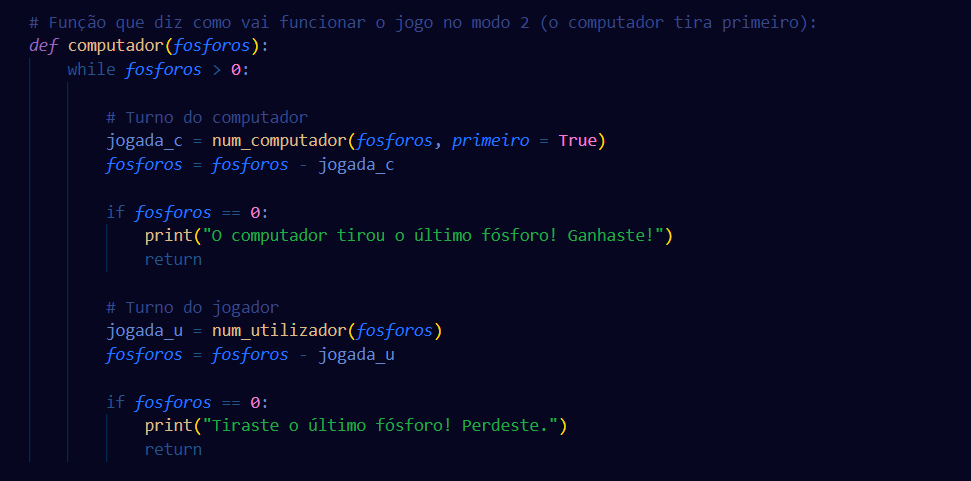 # Função que diz como vai funcionar o jogo no modo 2 (o computador tira primeiro):
def computador(fosforos):
    while fosforos > 0:
        # Turno do computador
        jogada_c = num_computador(fosforos, primeiro = True)
        fosforos = fosforos - jogada_c
        if fosforos == 0:
            print("O computador tirou o último fósforo! Ganhaste!")
            return
        # Turno do jogador
        jogada_u = num_utilizador(fosforos)
        fosforos = fosforos - jogada_u
        if fosforos == 0:
            print("Tiraste o último fósforo! Perdeste.")
            return